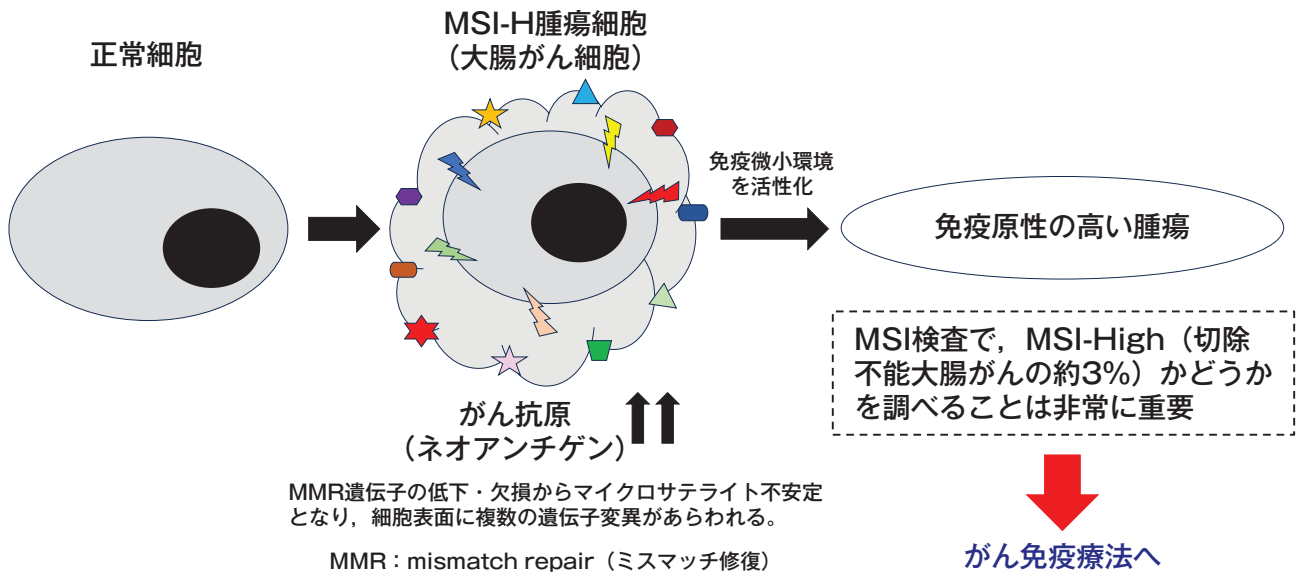 正常細胞
MSI-H腫瘍細胞
（大腸がん細胞）
免疫微小環境
を活性化
免疫原性の高い腫瘍
がん抗原
（ネオアンチゲン）
MMR遺伝子の低下・欠損からマイクロサテライト不安定
となり，細胞表面に複数の遺伝子変異があらわれる。
MMR：mismatch repair（ミスマッチ修復）
MSI検査で，MSI-High（切除
不能大腸がんの約3%）かどうか
を調べることは非常に重要
がん免疫療法へ